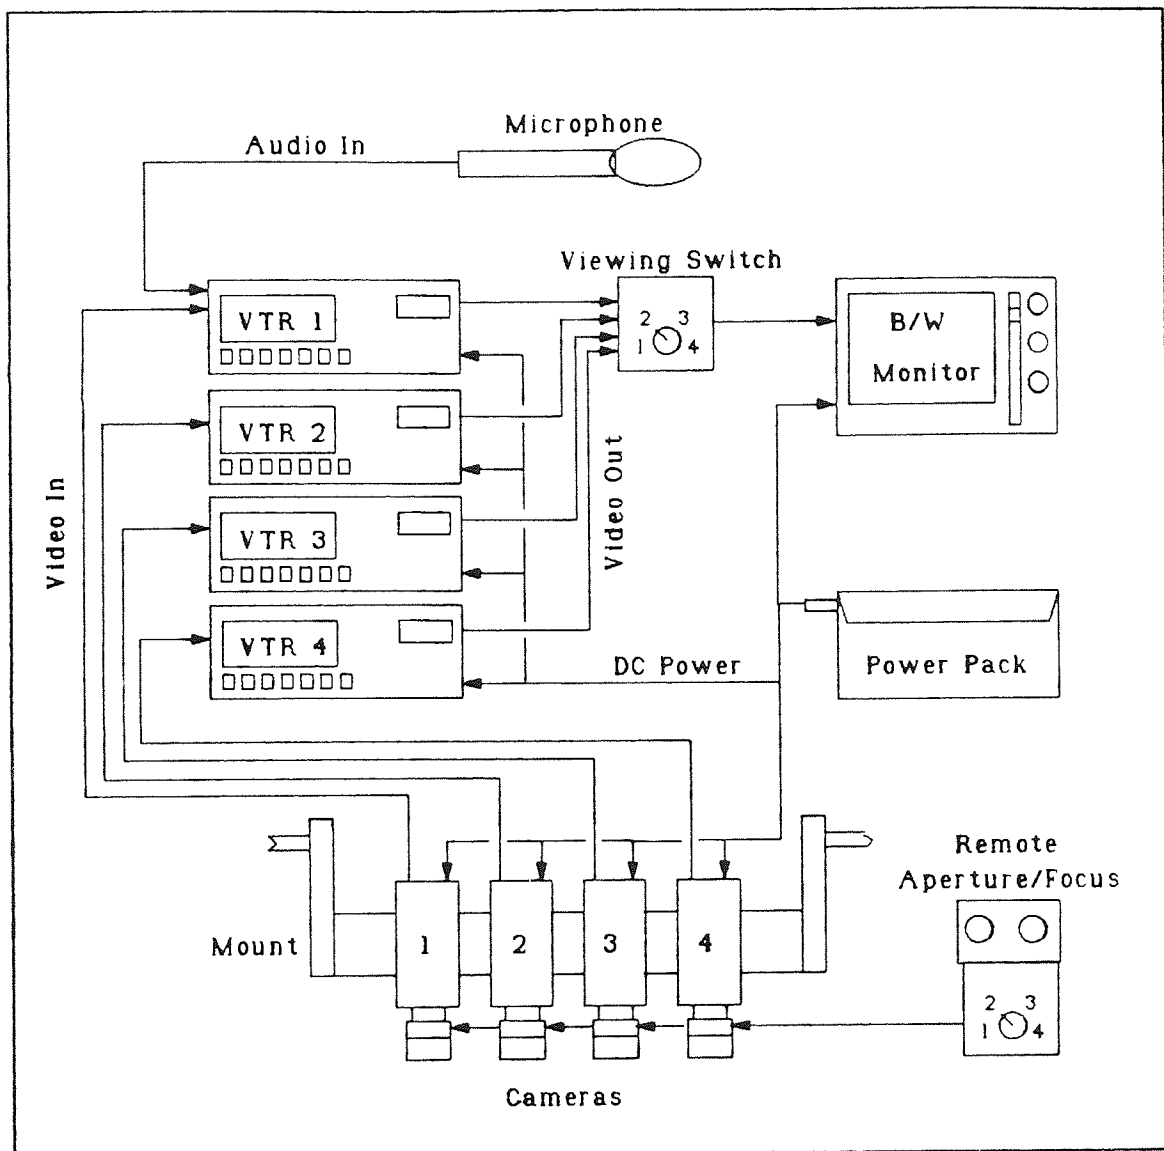 Microphone
Audio In
Viewing Switch
VTR 1
2 3
1 4
B/W
Monitor
VTR 2
Video In
Video Out
VTR 3
VTR 4
DC Power
Power Pack
Remote
Aperture/Focus
Mount
1 2 3 4
2 3
1 4
Cameras